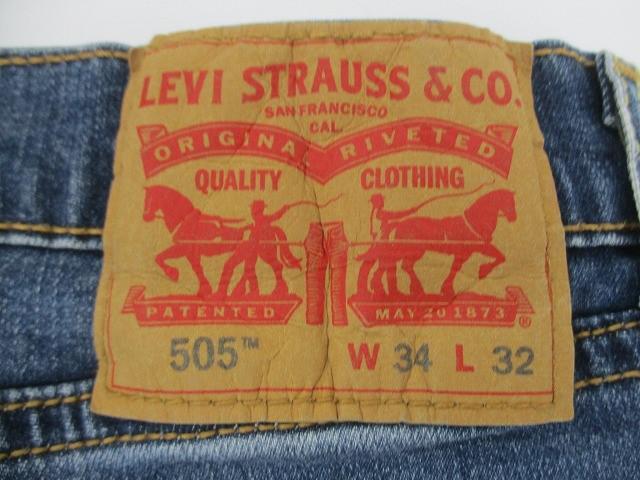 LEVI STRAUSS & CO.
SAN FRANCISCO
CAL.
ORIGINAL RIVETED
QUALITY CLOTHING
PATENTED MAY 20 1873 ®
505™ W 34 L 32